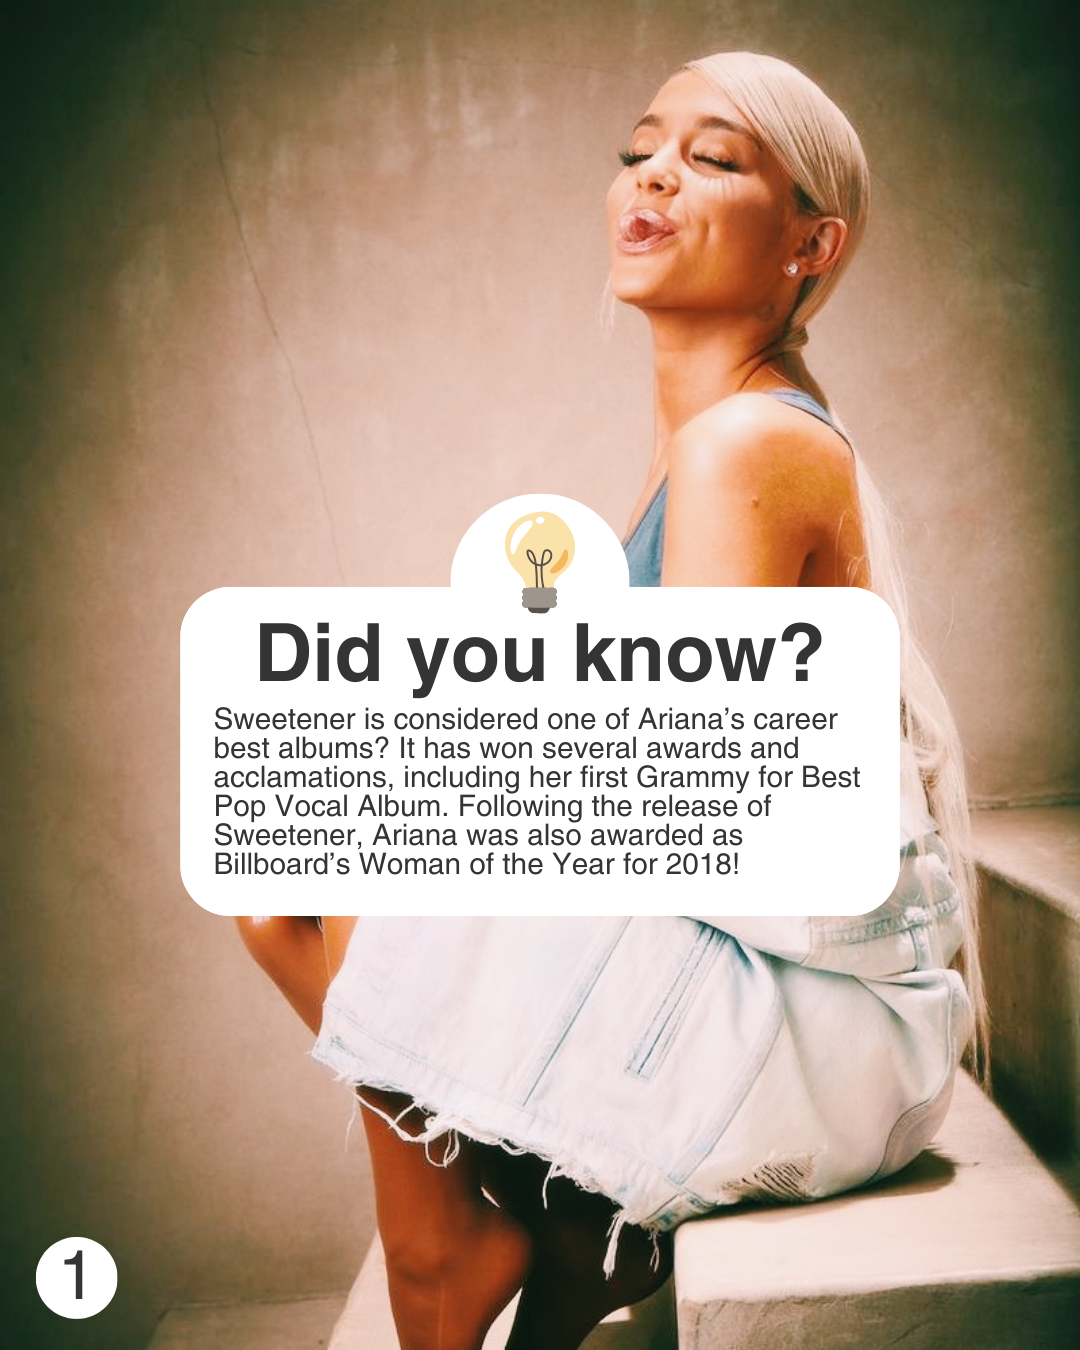 Did you know?
Sweetener is considered one of Ariana’s career
best albums? It has won several awards and
acclamations, including her first Grammy for Best
Pop Vocal Album. Following the release of
Sweetener, Ariana was also awarded as
Billboard’s Woman of the Year for 2018!
1